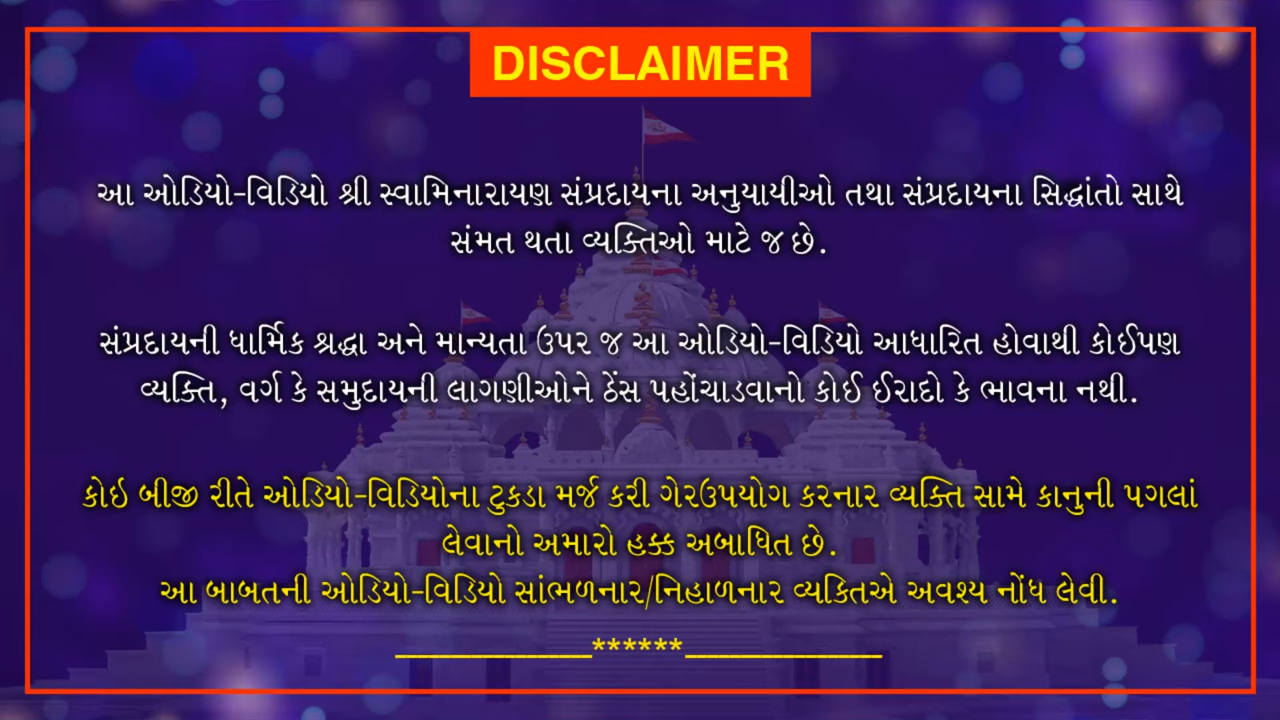 DISCLAIMER
આ ઓડિયો-વિડિયો શ્રી સ્વામિનારાયણ સંપ્રદાયના અનુયાયીઓ તથા સંપ્રદાયના સિદ્ધાંતો સાથે
સંમત થતા વ્યક્તિઓ માટે જ છે.
સંપ્રદાયની ધાર્મિક શ્રદ્ધા અને માન્યતા ઉપર જ આ ઓડિયો-વિડિયો આધારિત હોવાથી કોઈપણ
વ્યક્તિ, વર્ગ કે સમુદાયની લાગણીઓને ઠેંસ પહોંચાડવાનો કોઈ ઈરાદો કે ભાવના નથી.
કોઇ બીજી રીતે ઓડિયો-વિડિયોના ટુકડા મર્જ કરી ગેરઉપયોગ કરનાર વ્યક્તિ સામે કાનુની પગલાં
લેવાનો અમારો હક્ક અબાધિત છે.
આ બાબતની ઓડિયો-વિડિયો સાંભળનાર/નિહાળનાર વ્યકિતએ અવશ્ય નોંધ લેવી.
_________________******_________________